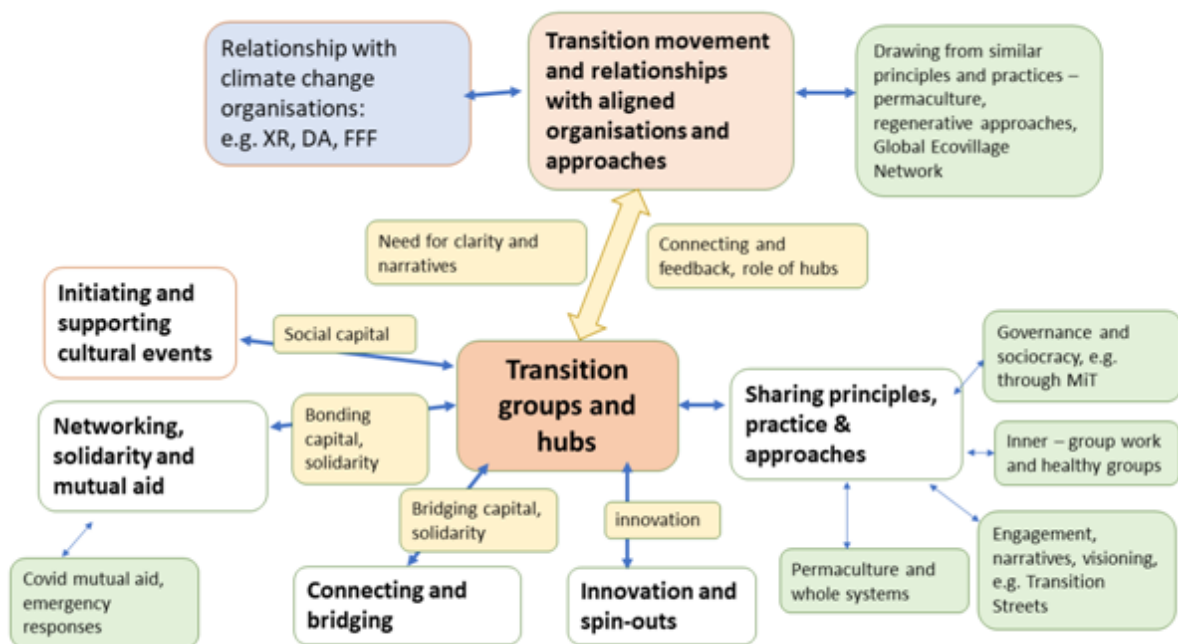 Relationship with
climate change
organisations:
e.g. XR, DA, FFF
Transition movement
and relationships
with aligned
organisations and
approaches
Drawing from similar
principles and practices –
permaculture,
regenerative approaches,
Global Ecovillage
Network
Need for clarity and
narratives
Connecting and
feedback, role of hubs
Initiating and
supporting
cultural events
Social capital
Transition
groups and
hubs
Governance and
sociocracy, e.g.
through MiT
Sharing principles,
practice &
approaches
Networking,
solidarity and
mutual aid
Bonding
capital,
solidarity
Inner – group work
and healthy groups
Bridging capital,
solidarity
innovation
Engagement,
narratives, visioning,
e.g. Transition
Streets
Covid mutual aid,
emergency
responses
Connecting and
bridging
Innovation and
spin-outs
Permaculture and
whole systems